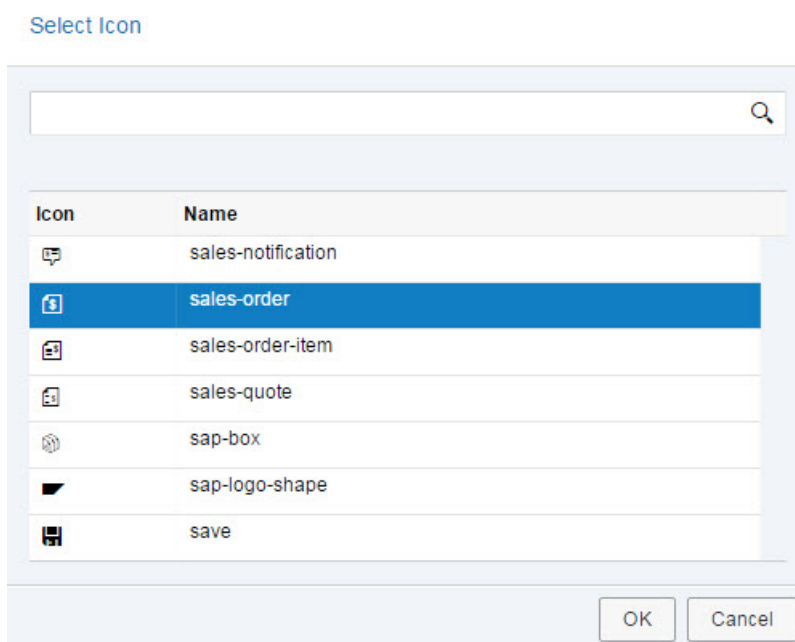 Select Icon
Icon Name
sales-notification
sales-order
sales-order-item
sales-quote
sap-box
sap-logo-shape
save
OK Cancel